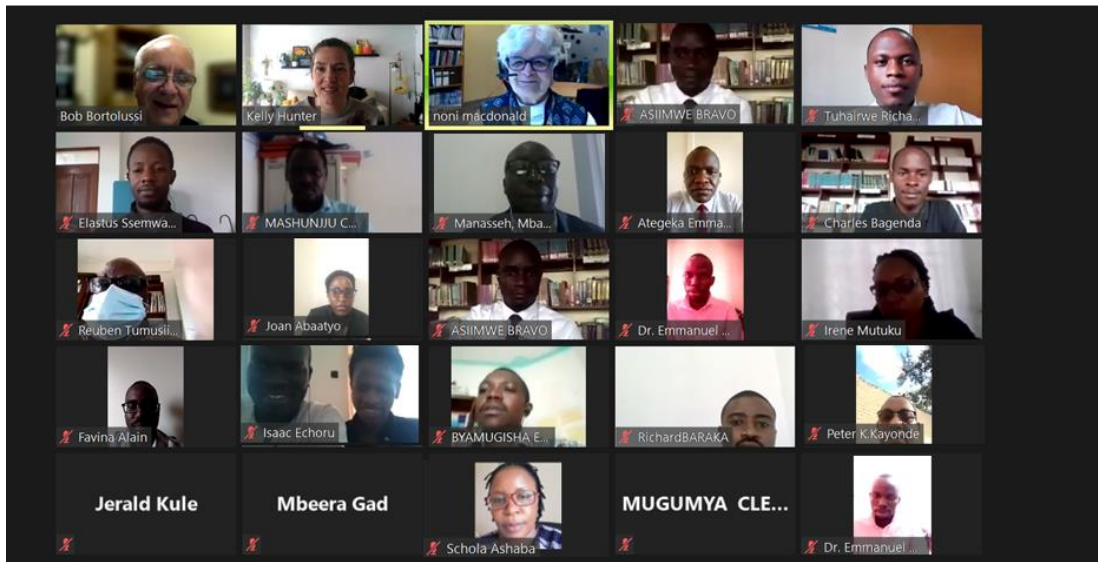 Bob Bortolussi
Kelly Hunter
noni macdonald
ASIIMWE BRAVO
Tuhairwe Richa...
Elastus Ssemwa...
MASHUNJJU C...
Manasseh, Mba...
Ategeka Emma...
Charles Bagenda
Reuben Tumusii...
Joan Abaatyo
ASIIMWE BRAVO
Dr. Emmanuel ...
Irene Mutuku
Favina Alain
Isaac Echoru
BYAMUGISHA E...
RichardBARAKA
Peter K.Kayonde
Jerald Kule
Mbeera Gad
Schola Ashaba
MUGUMYA CLE...
Dr. Emmanuel ...